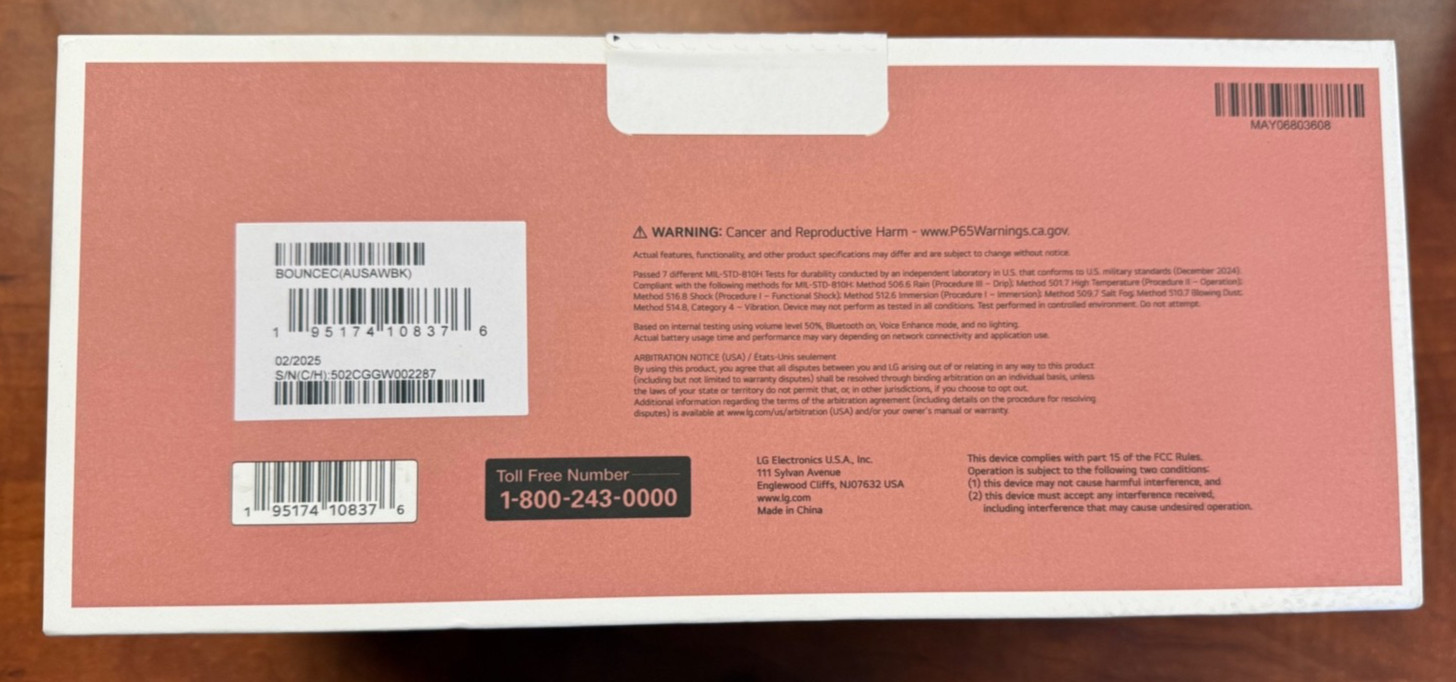 MAY06803608
BOUNCEC(AUSAWBK)
1 95174 10837 6
02/2025
S/N(C/H):502CGGW002287
⚠ WARNING: Cancer and Reproductive Harm - www.P65Warnings.ca.gov.
Actual features, functionality, and other product specifications may differ and are subject to change without notice.
Passed 7 different MIL-STD-810H Tests for durability conducted by an independent laboratory in U.S. that conforms to U.S. military standards (December 2024).
Compliant with the following methods for MIL-STD-810H: Method 506.6 Rain (Procedure III – Drip); Method 501.7 High Temperature (Procedure II – Operation);
Method 516.8 Shock (Procedure I – Functional Shock); Method 512.6 Immersion (Procedure I – immersion); Method 509.7 Salt Fog; Method 510.7 Blowing Dust;
Method 514.8, Category 4 – Vibration. Device may not perform as tested in all conditions. Test performed in controlled environment. Do not attempt.
Based on internal testing using volume level 50%, Bluetooth on, Voice Enhance mode, and no lighting.
Actual battery usage time and performance may vary depending on network connectivity and application use.
ARBITRATION NOTICE (USA) / États-Unis seulement
By using this product, you agree that all disputes between you and LG arising out of or relating in any way to this product
(including but not limited to warranty disputes) shall be resolved through binding arbitration on an individual basis, unless
the laws of your state or territory do not permit that, or, in other jurisdictions, if you choose to opt out.
Additional information regarding the terms of the arbitration agreement (including details on the procedure for resolving
disputes) is available at www.lg.com/us/arbitration (USA) and/or your owner's manual or warranty.
1 95174 10837 6
Toll Free Number
1-800-243-0000
LG Electronics U.S.A., Inc.
111 Sylvan Avenue
Englewood Cliffs, NJ07632 USA
www.lg.com
Made in China
This device complies with part 15 of the FCC Rules.
Operation is subject to the following two conditions:
(1) this device may not cause harmful interference, and
(2) this device must accept any interference received,
including interference that may cause undesired operation.